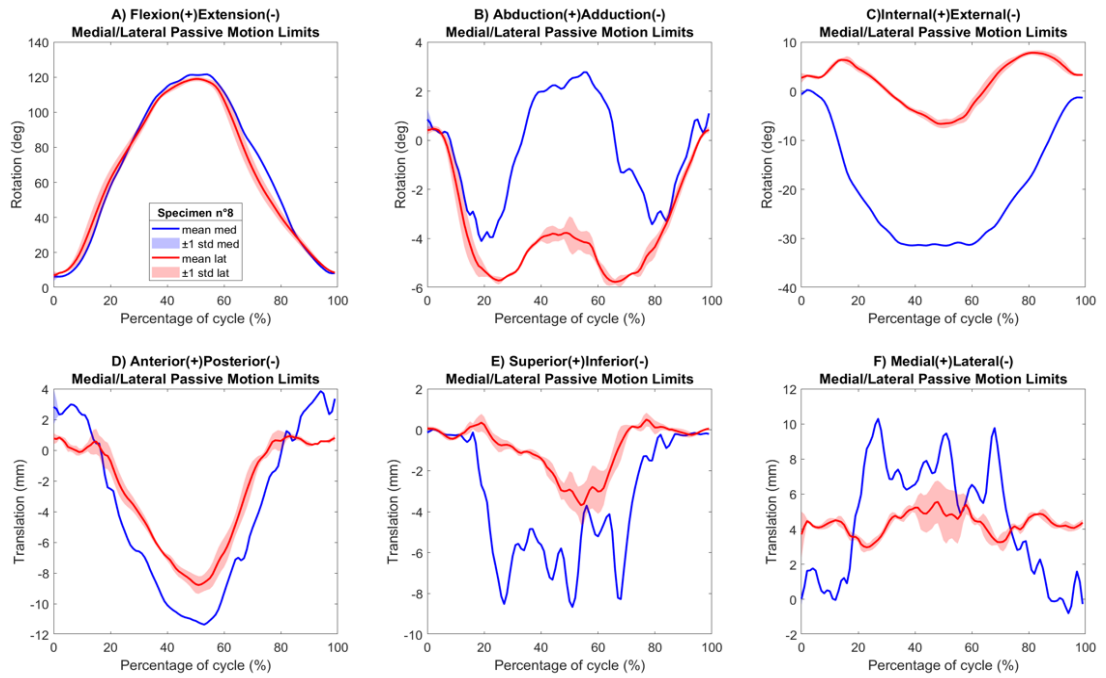 A) Flexion(+)Extension(-)
Medial/Lateral Passive Motion Limits
140
120
100
80
60
40
20
0
Rotation (deg)
0 20 40 60 80 100
Percentage of cycle (%)
Specimen n°8
mean med
±1 std med
mean lat
±1 std lat
B) Abduction(+)Adduction(-)
Medial/Lateral Passive Motion Limits
4
2
0
-2
-4
-6
Rotation (deg)
0 20 40 60 80 100
Percentage of cycle (%)
C)Internal(+)External(-)
Medial/Lateral Passive Motion Limits
10
0
-10
-20
-30
-40
Rotation (deg)
0 20 40 60 80 100
Percentage of cycle (%)
D) Anterior(+)Posterior(-)
Medial/Lateral Passive Motion Limits
4
2
0
-2
-4
-6
-8
-10
-12
Translation (mm)
0 20 40 60 80 100
Percentage of cycle (%)
E) Superior(+)Inferior(-)
Medial/Lateral Passive Motion Limits
2
0
-2
-4
-6
-8
-10
Translation (mm)
0 20 40 60 80 100
Percentage of cycle (%)
F) Medial(+)Lateral(-)
Medial/Lateral Passive Motion Limits
12
10
8
6
4
2
0
-2
Translation (mm)
0 20 40 60 80 100
Percentage of cycle (%)